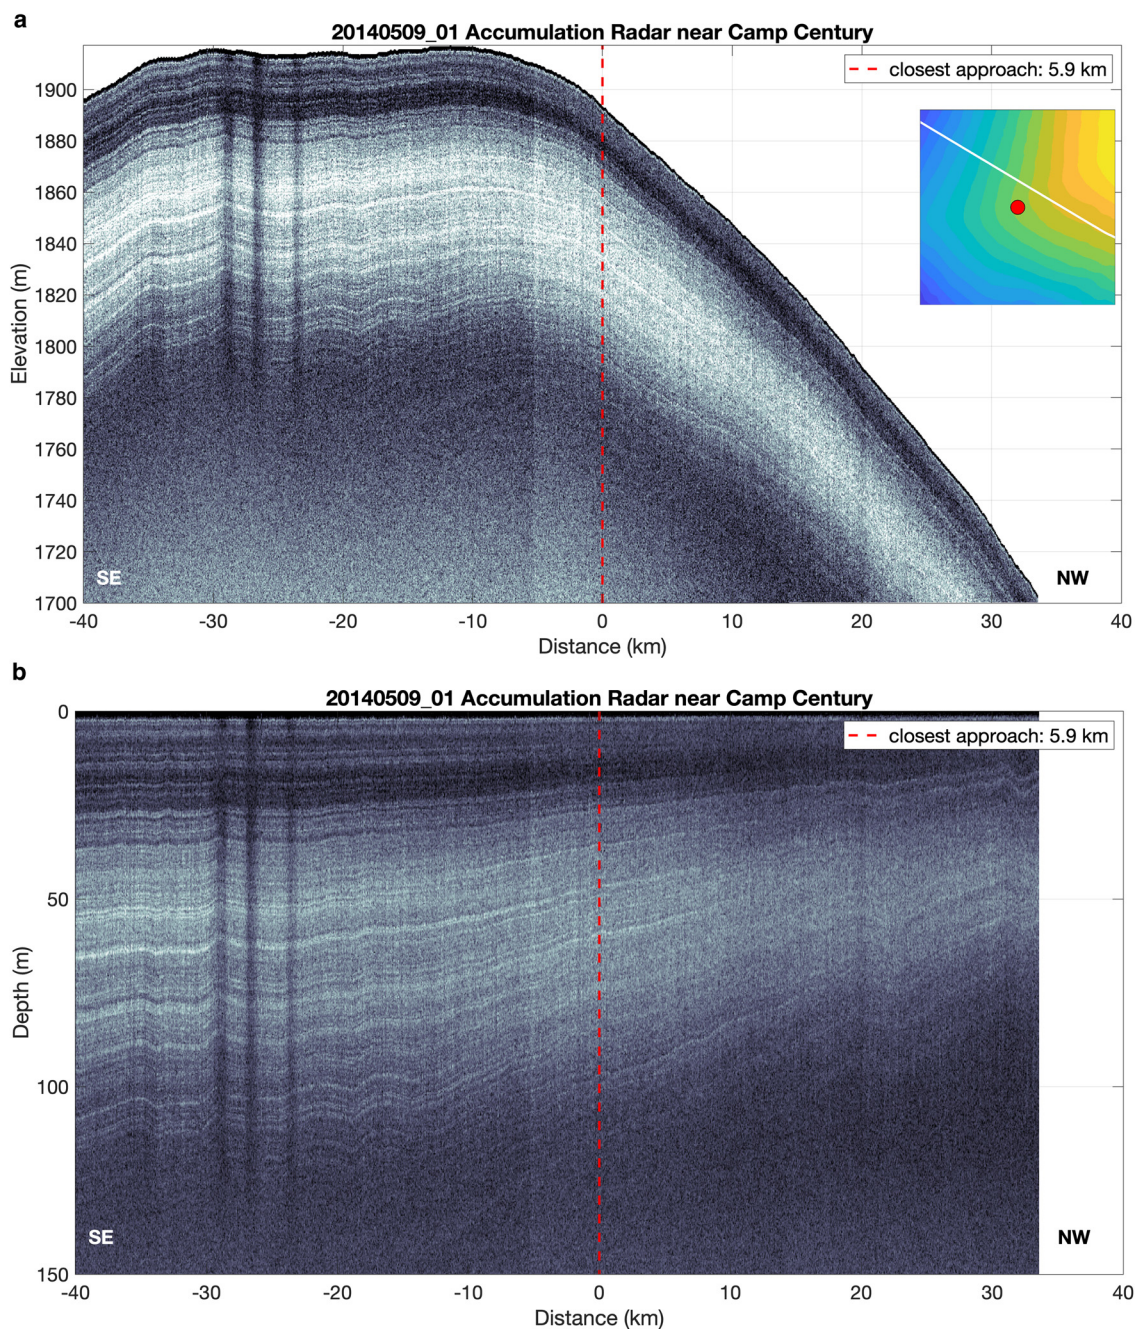 a
20140509_01 Accumulation Radar near Camp Century
closest approach: 5.9 km
1900
1880
1860
1840
1820
1800
1780
1760
1740
1720
1700
Elevation (m)
SE
NW
-40 -30 -20 -10 0 10 20 30 40
Distance (km)
b
20140509_01 Accumulation Radar near Camp Century
closest approach: 5.9 km
0
50
100
150
Depth (m)
SE
NW
-40 -30 -20 -10 0 10 20 30 40
Distance (km)